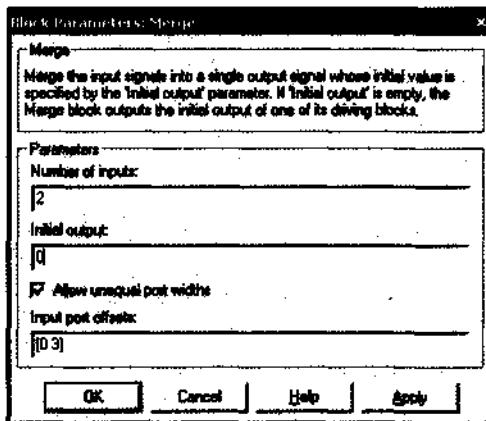 Block Parameters: Merge
Merge
Merge the input signals into a single output signal whose initial value is
specified by the 'Initial output' parameter. If 'Initial output' is empty, the
Merge block outputs the initial output of one of its driving blocks.
Parameters
Number of inputs:
2
Initial output:
0
Allow unequal port widths
Input port offsets:
[0 3]
OK Cancel Help Apply